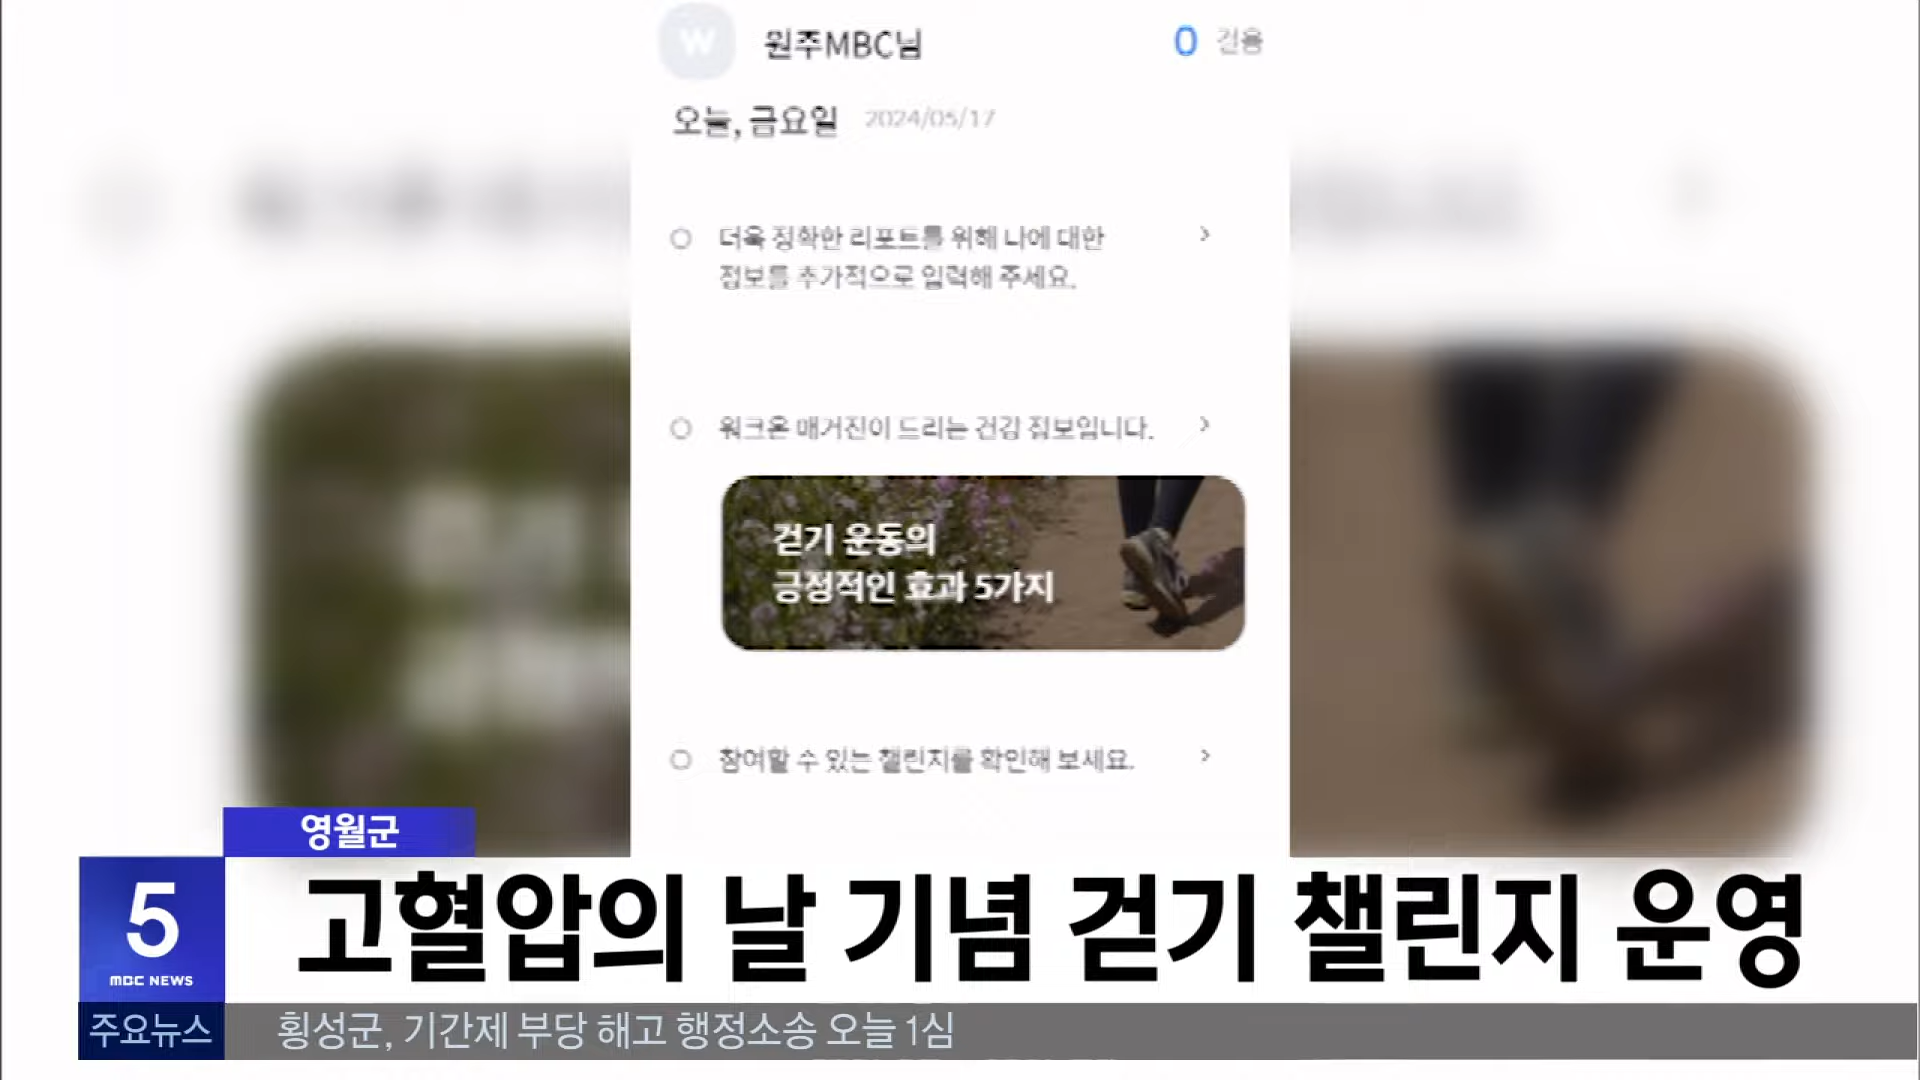 W
원주MBC님
0 걸음
오늘, 금요일 2024/05/17
더욱 정확한 리포트를 위해 나에 대한
정보를 추가적으로 입력해 주세요.
워크온 매거진이 드리는 건강 정보입니다.
걷기 운동의
긍정적인 효과 5가지
참여할 수 있는 챌린지를 확인해 보세요.
영월군
5
MBC NEWS
고혈압의 날 기념 걷기 챌린지 운영
주요뉴스
횡성군, 기간제 부당 해고 행정소송 오늘 1심